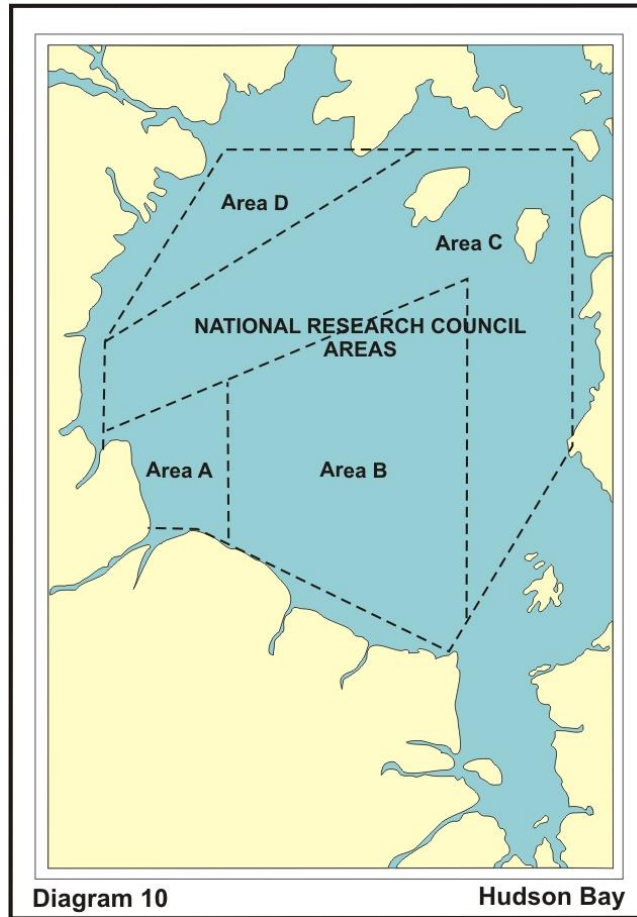 Area D
Area C
NATIONAL RESEARCH COUNCIL
AREAS
Area A
Area B
Diagram 10
Hudson Bay